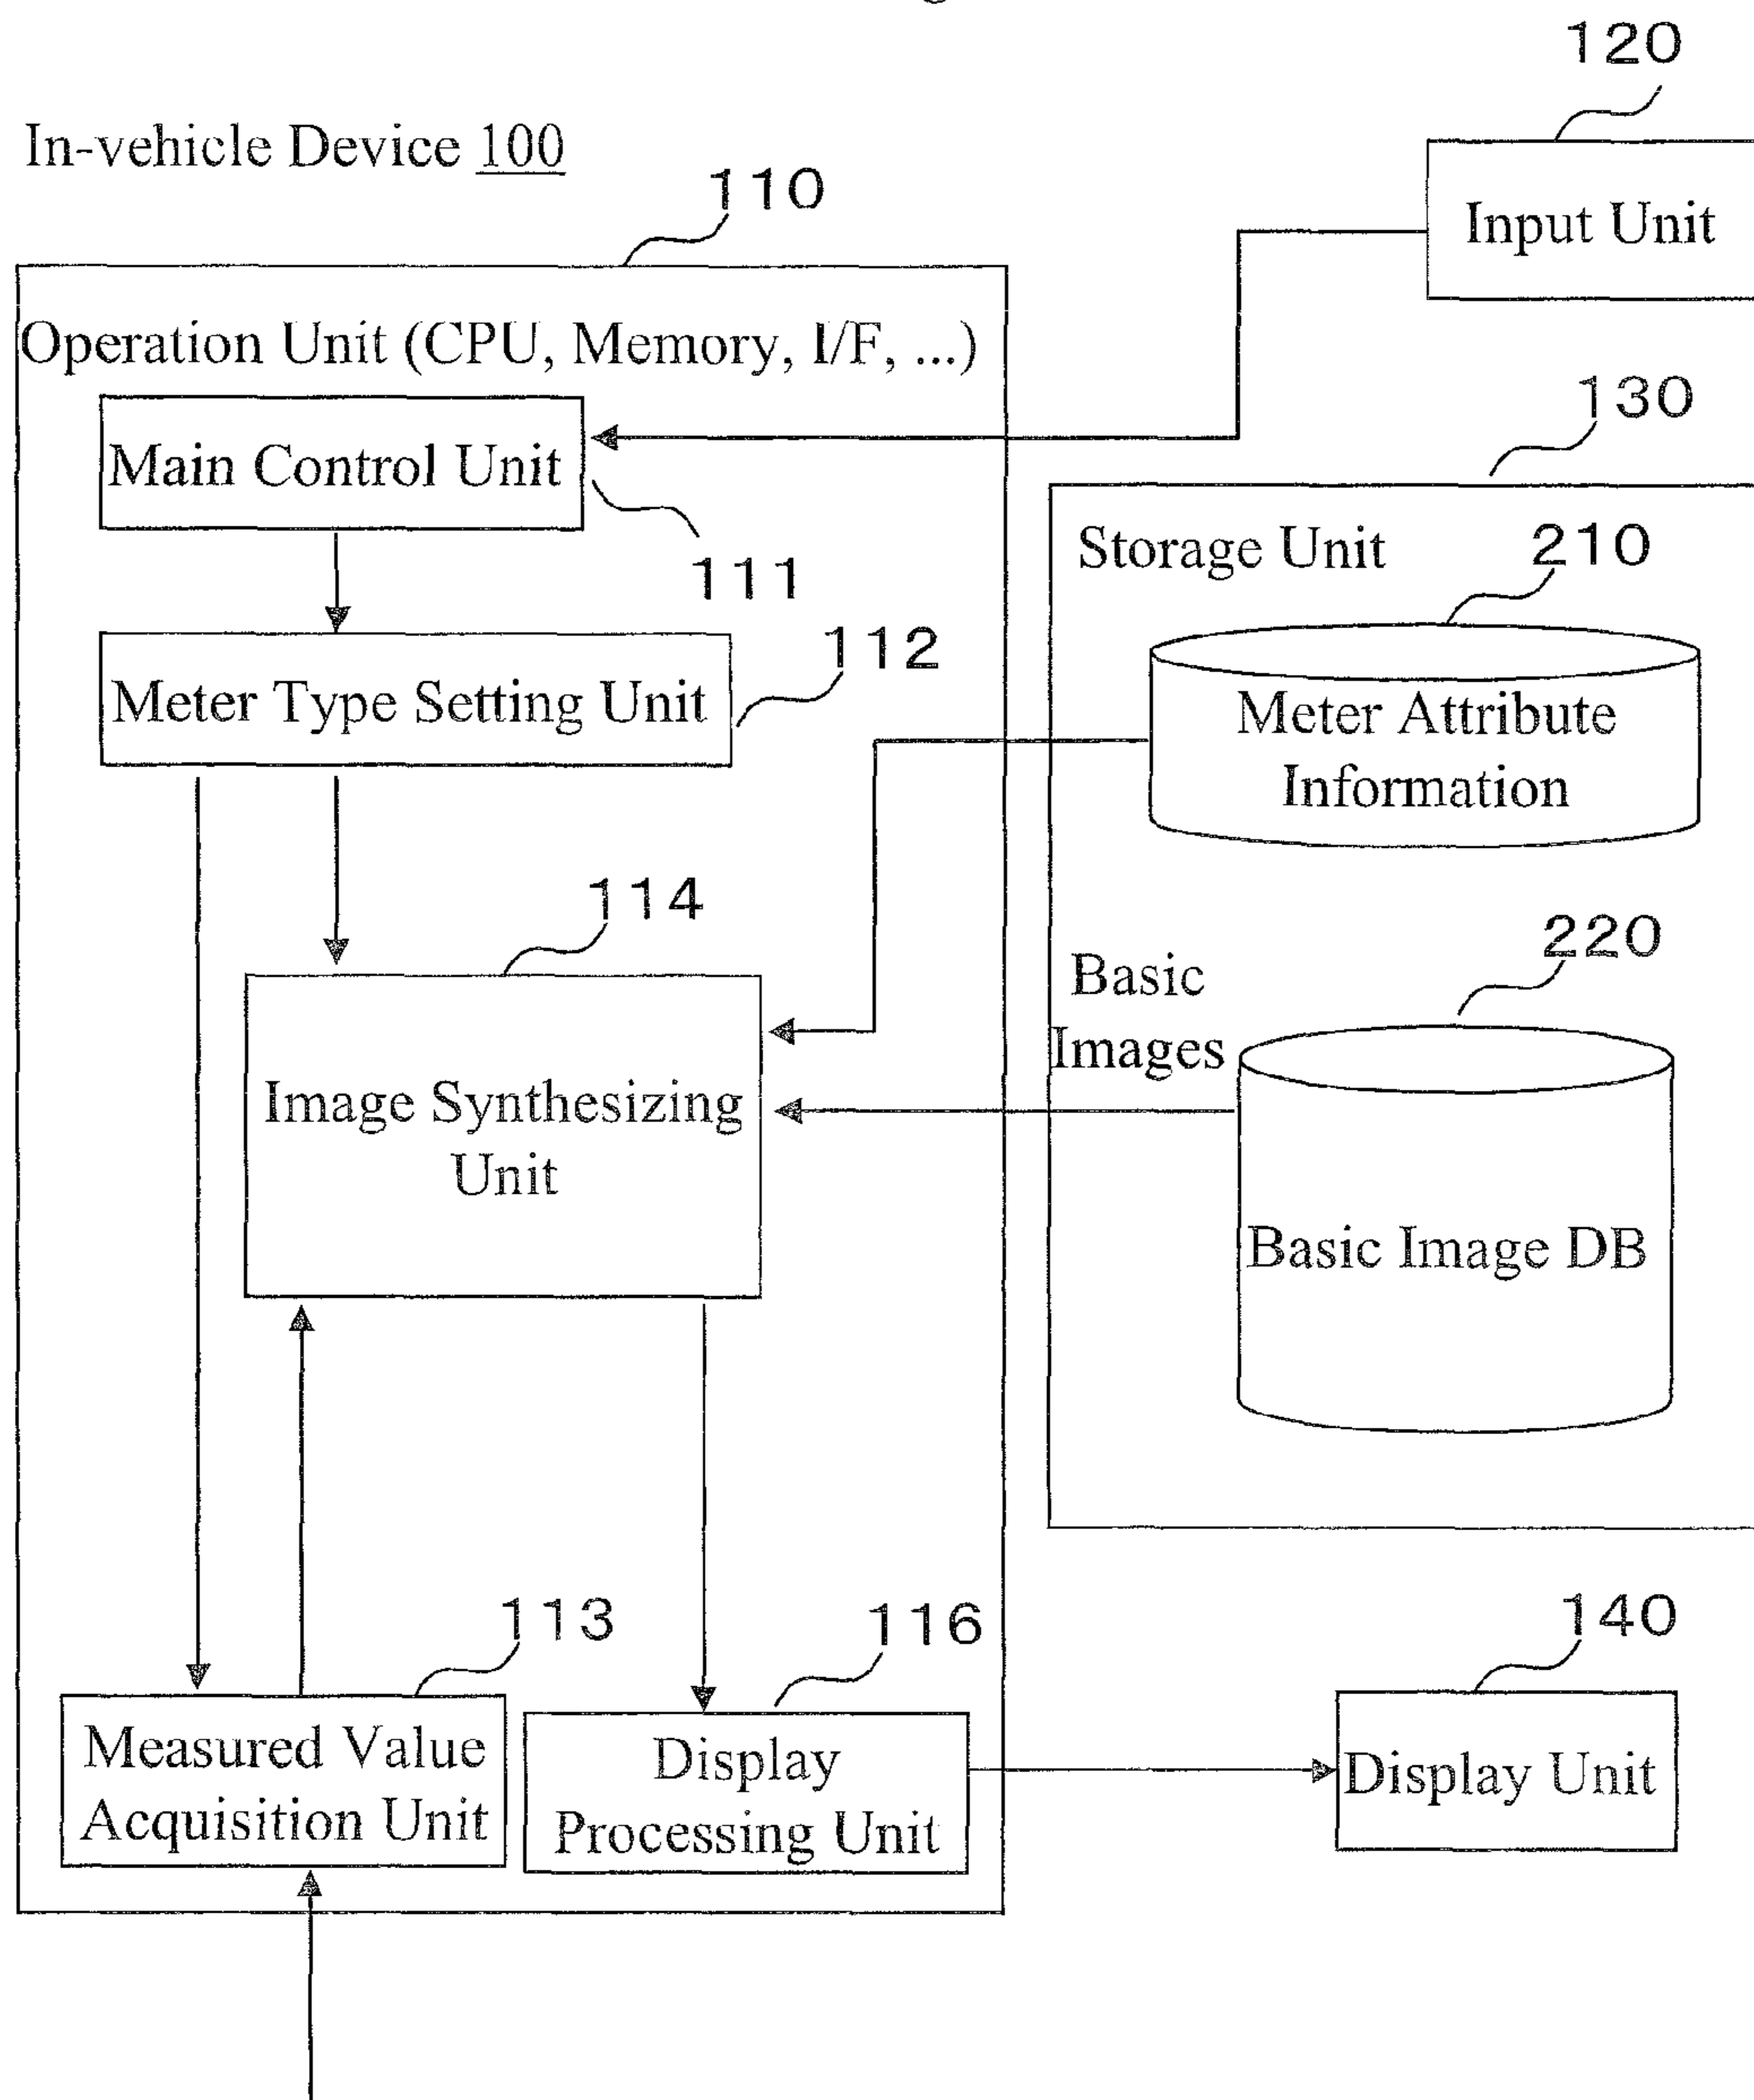 120
In-vehicle Device 100
110
Input Unit
Operation Unit (CPU, Memory, I/F, ...)
130
Main Control Unit
111
Storage Unit
210
112
Meter Type Setting Unit
Meter Attribute
Information
114
220
Basic
Images
Image Synthesizing
Unit
Basic Image DB
113
116
140
Measured Value
Acquisition Unit
Display
Processing Unit
Display Unit